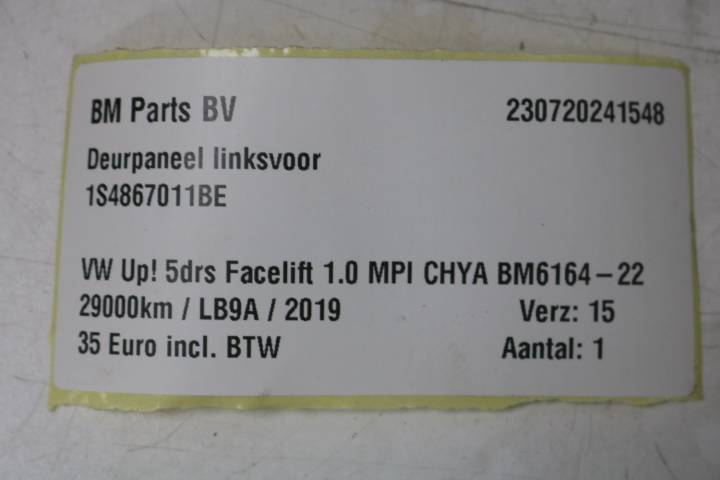 BM Parts BV 230720241548
Deurpaneel linksvoor
1S4867011BE
VW Up! 5drs Facelift 1.0 MPI CHYA BM6164-22
29000km / LB9A / 2019 Verz: 15
35 Euro incl. BTW Aantal: 1